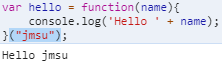 var hello = function(name){
    console.log('Hello ' + name);
}("jmsu");
Hello jmsu